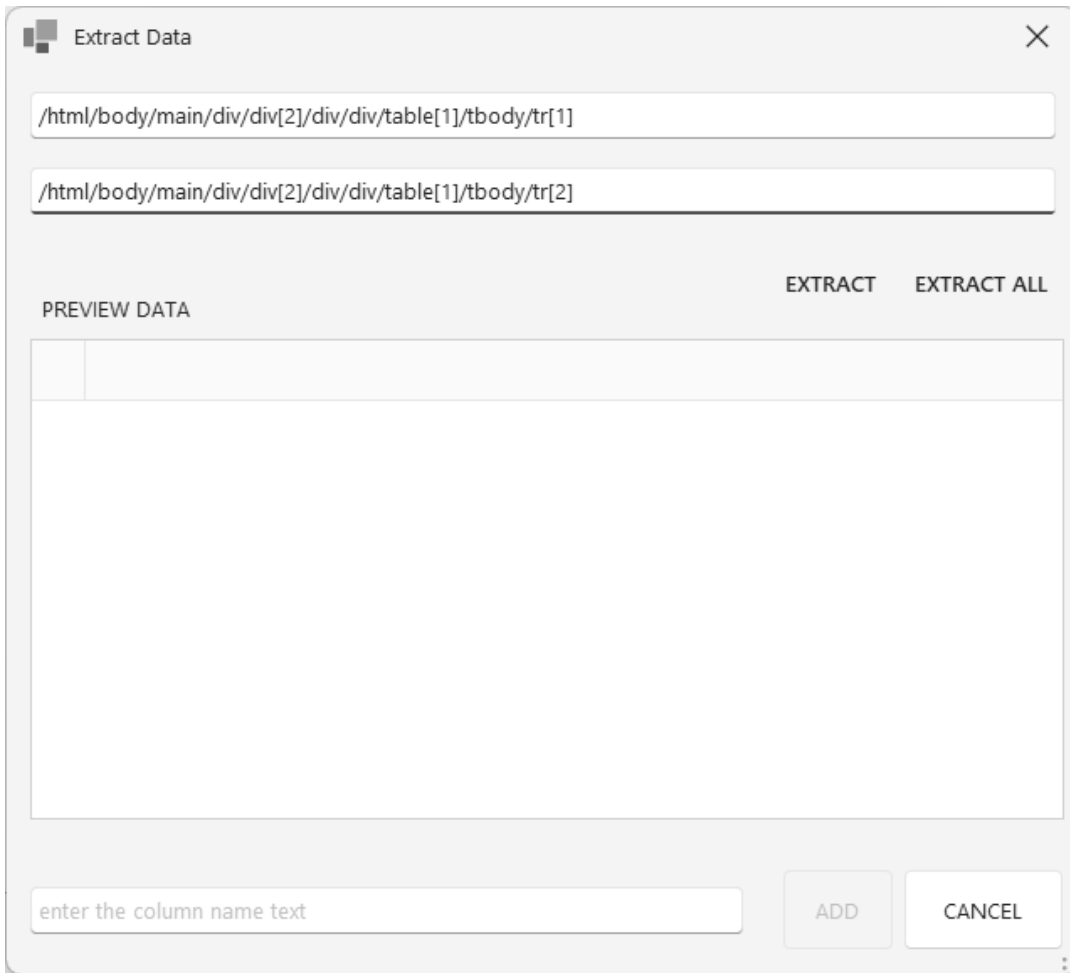 Extract Data
/html/body/main/div/div[2]/div/div/table[1]/tbody/tr[1]
/html/body/main/div/div[2]/div/div/table[1]/tbody/tr[2]
EXTRACT EXTRACT ALL
PREVIEW DATA
enter the column name text
ADD CANCEL